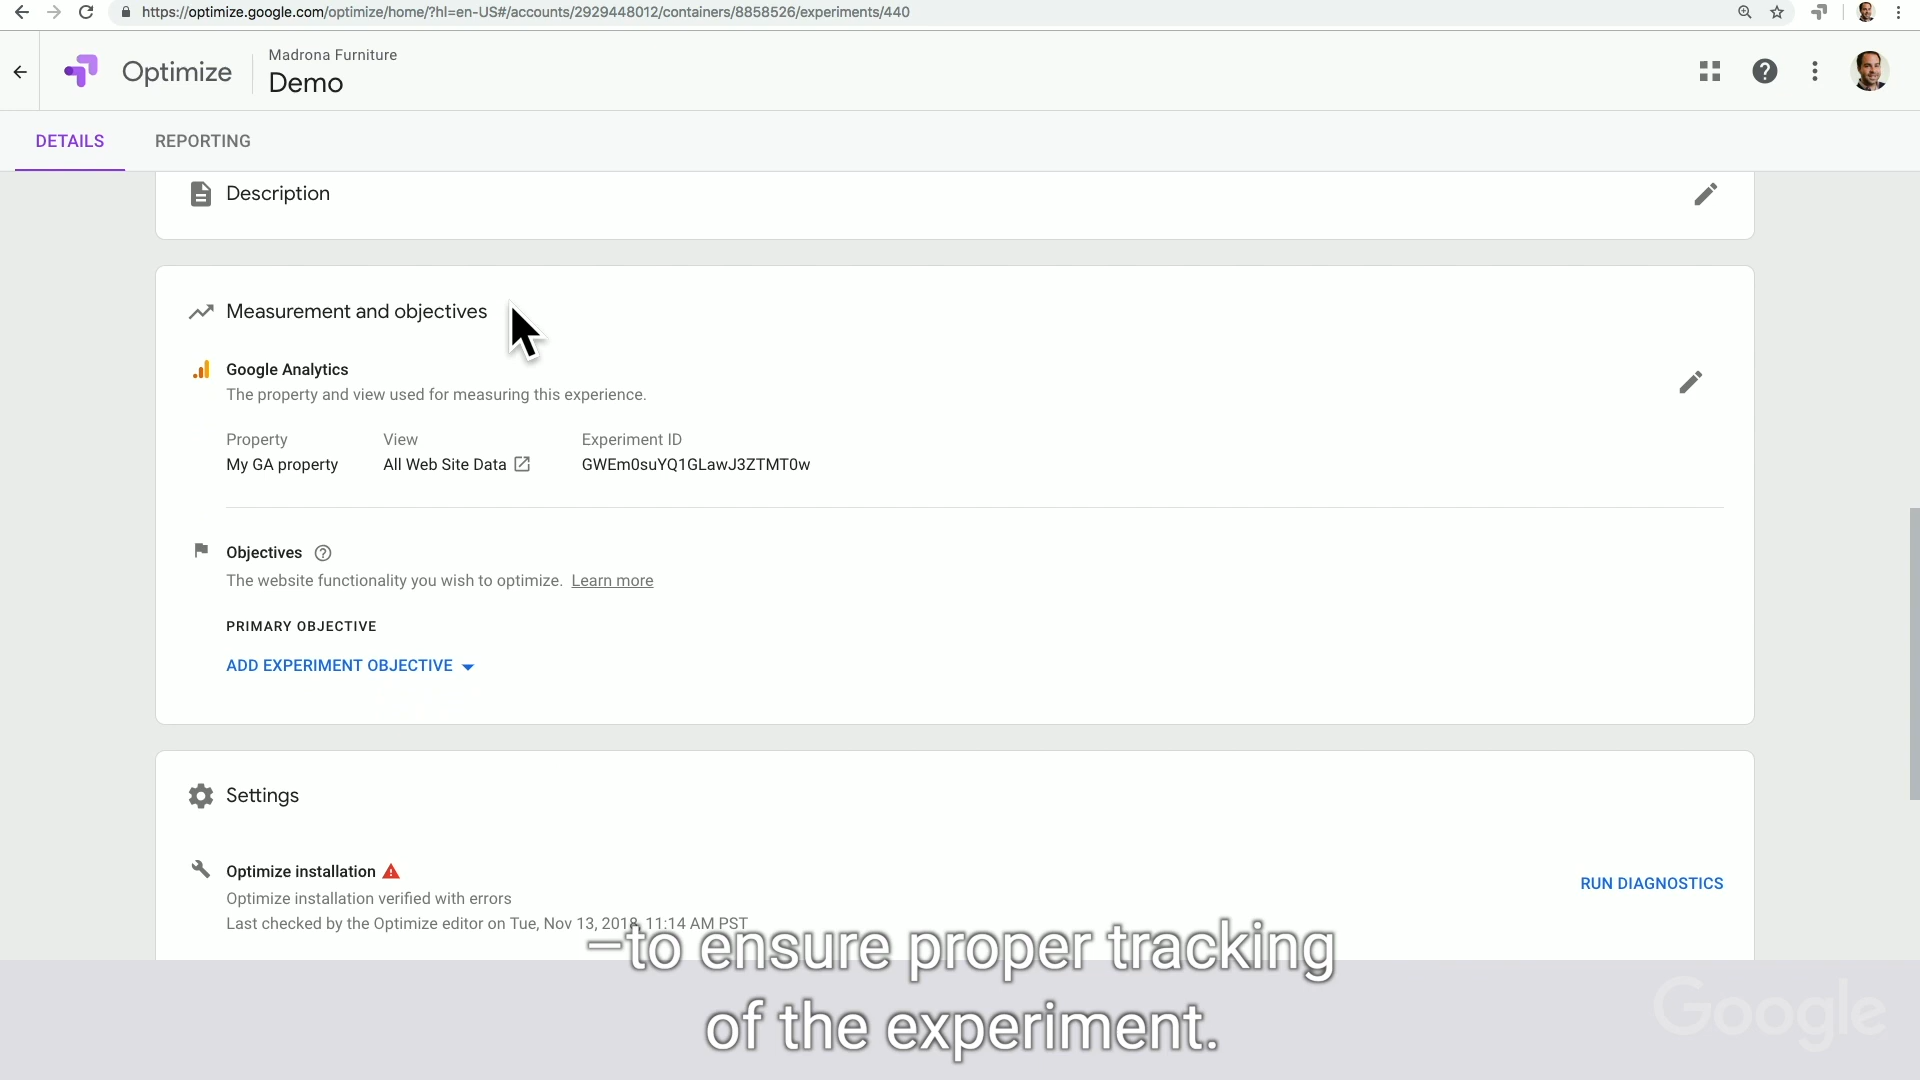 https://optimize.google.com/optimize/home/?hl=en-US#/accounts/2929448012/containers/8858526/experiments/440
Optimize
Madrona Furniture
Demo
DETAILS
REPORTING
Description
Measurement and objectives
Google Analytics
The property and view used for measuring this experience.
Property
View
Experiment ID
My GA property
All Web Site Data
GWEm0suYQ1GLawJ3ZTMT0w
Objectives
The website functionality you wish to optimize. Learn more
PRIMARY OBJECTIVE
ADD EXPERIMENT OBJECTIVE
Settings
Optimize installation
Optimize installation verified with errors
RUN DIAGNOSTICS
Last checked by the Optimize editor on Tue, Nov 13, 2018, 11:14 AM PST
–to ensure proper tracking
of the experiment.
Google